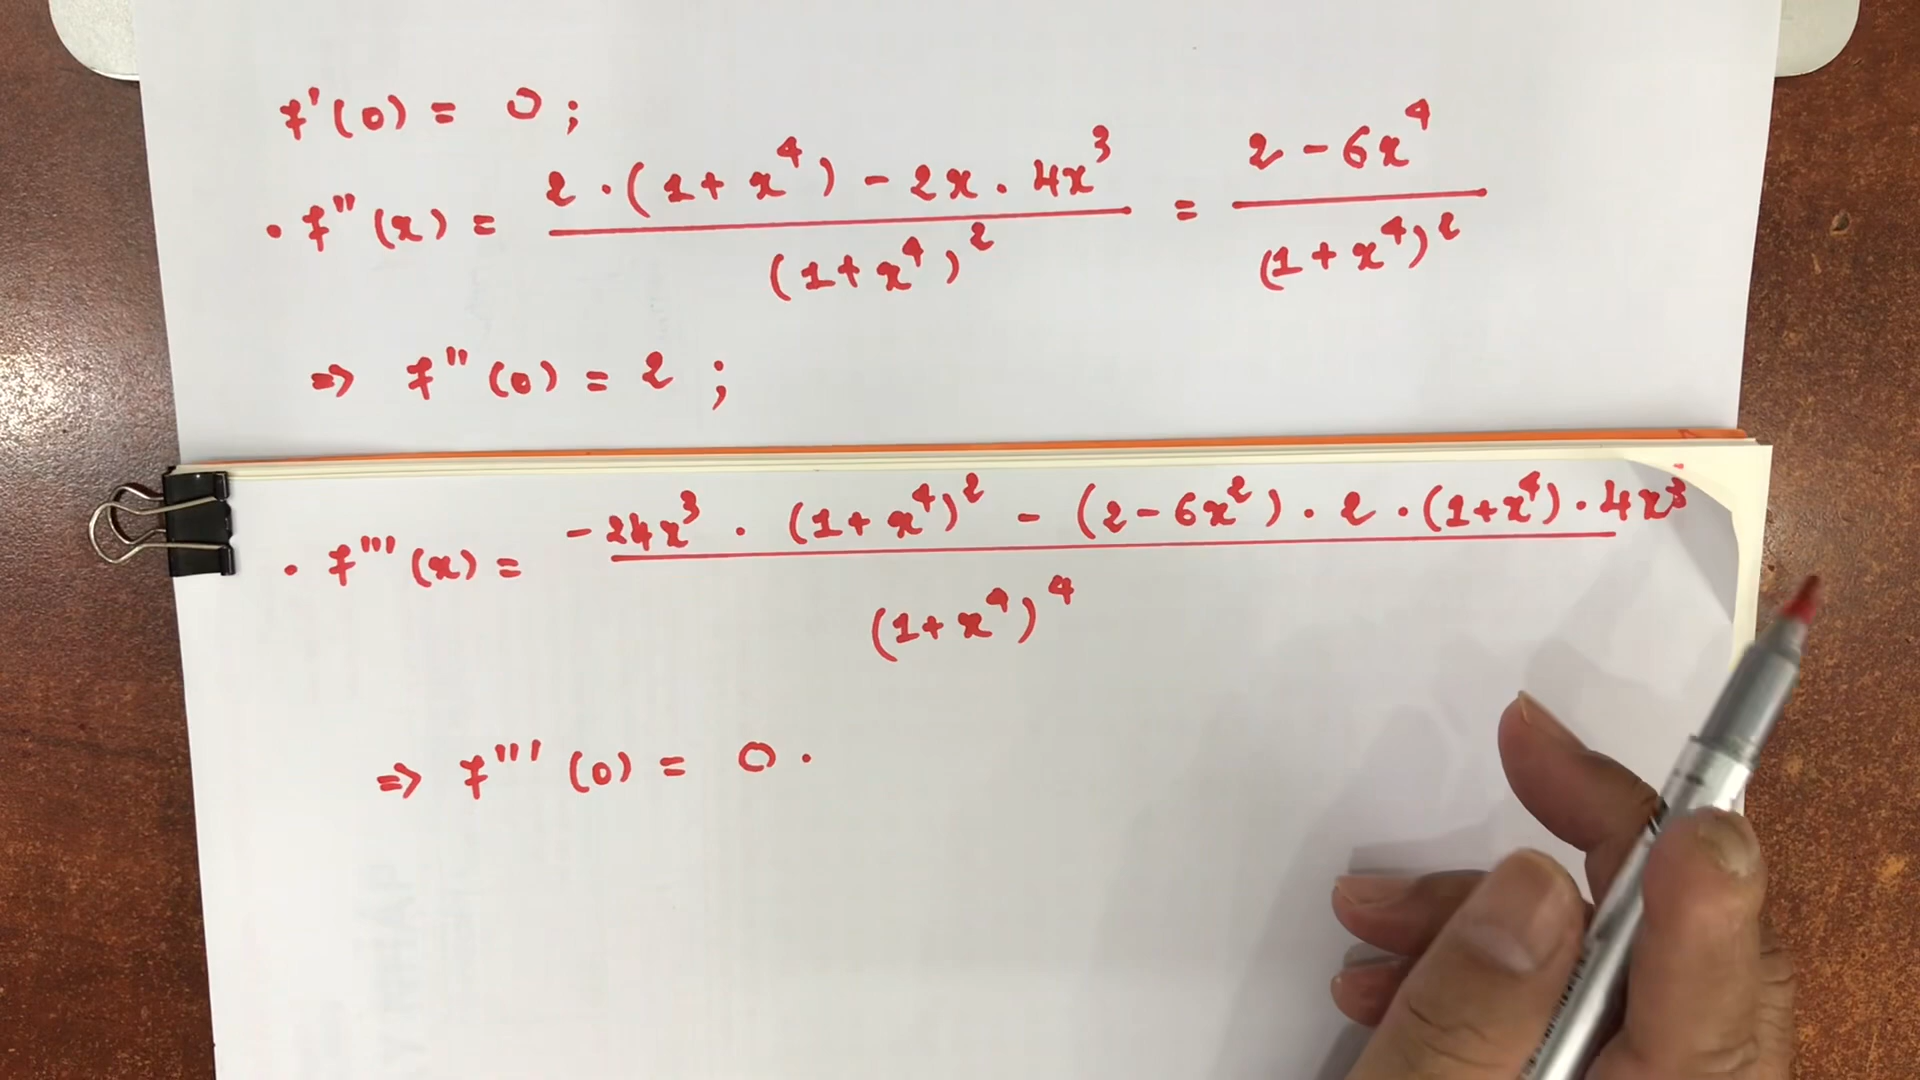 f'(0) = 0 ;
• f''(x) = (2 · (1 + x⁴) - 2x · 4x³) / (1 + x⁴)² = (2 - 6x⁴) / (1 + x⁴)²
⇒ f''(0) = 2 ;
• f'''(x) = (-24x³ · (1 + x⁴)² - (2 - 6x²) · 2 · (1 + x⁴) · 4x³) / (1 + x⁴)⁴
⇒ f'''(0) = 0 .